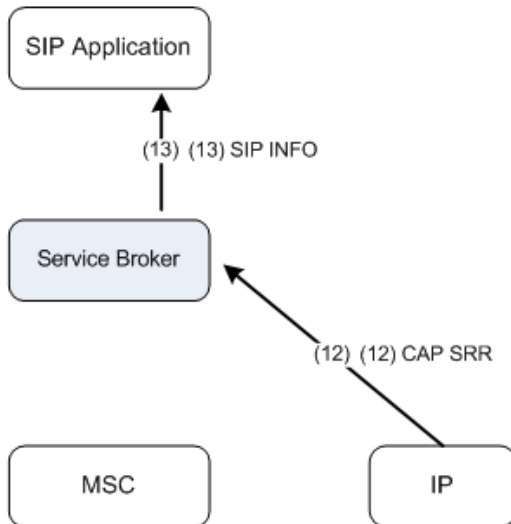 SIP Application
(13) (13) SIP INFO
Service Broker
(12) (12) CAP SRR
MSC
IP